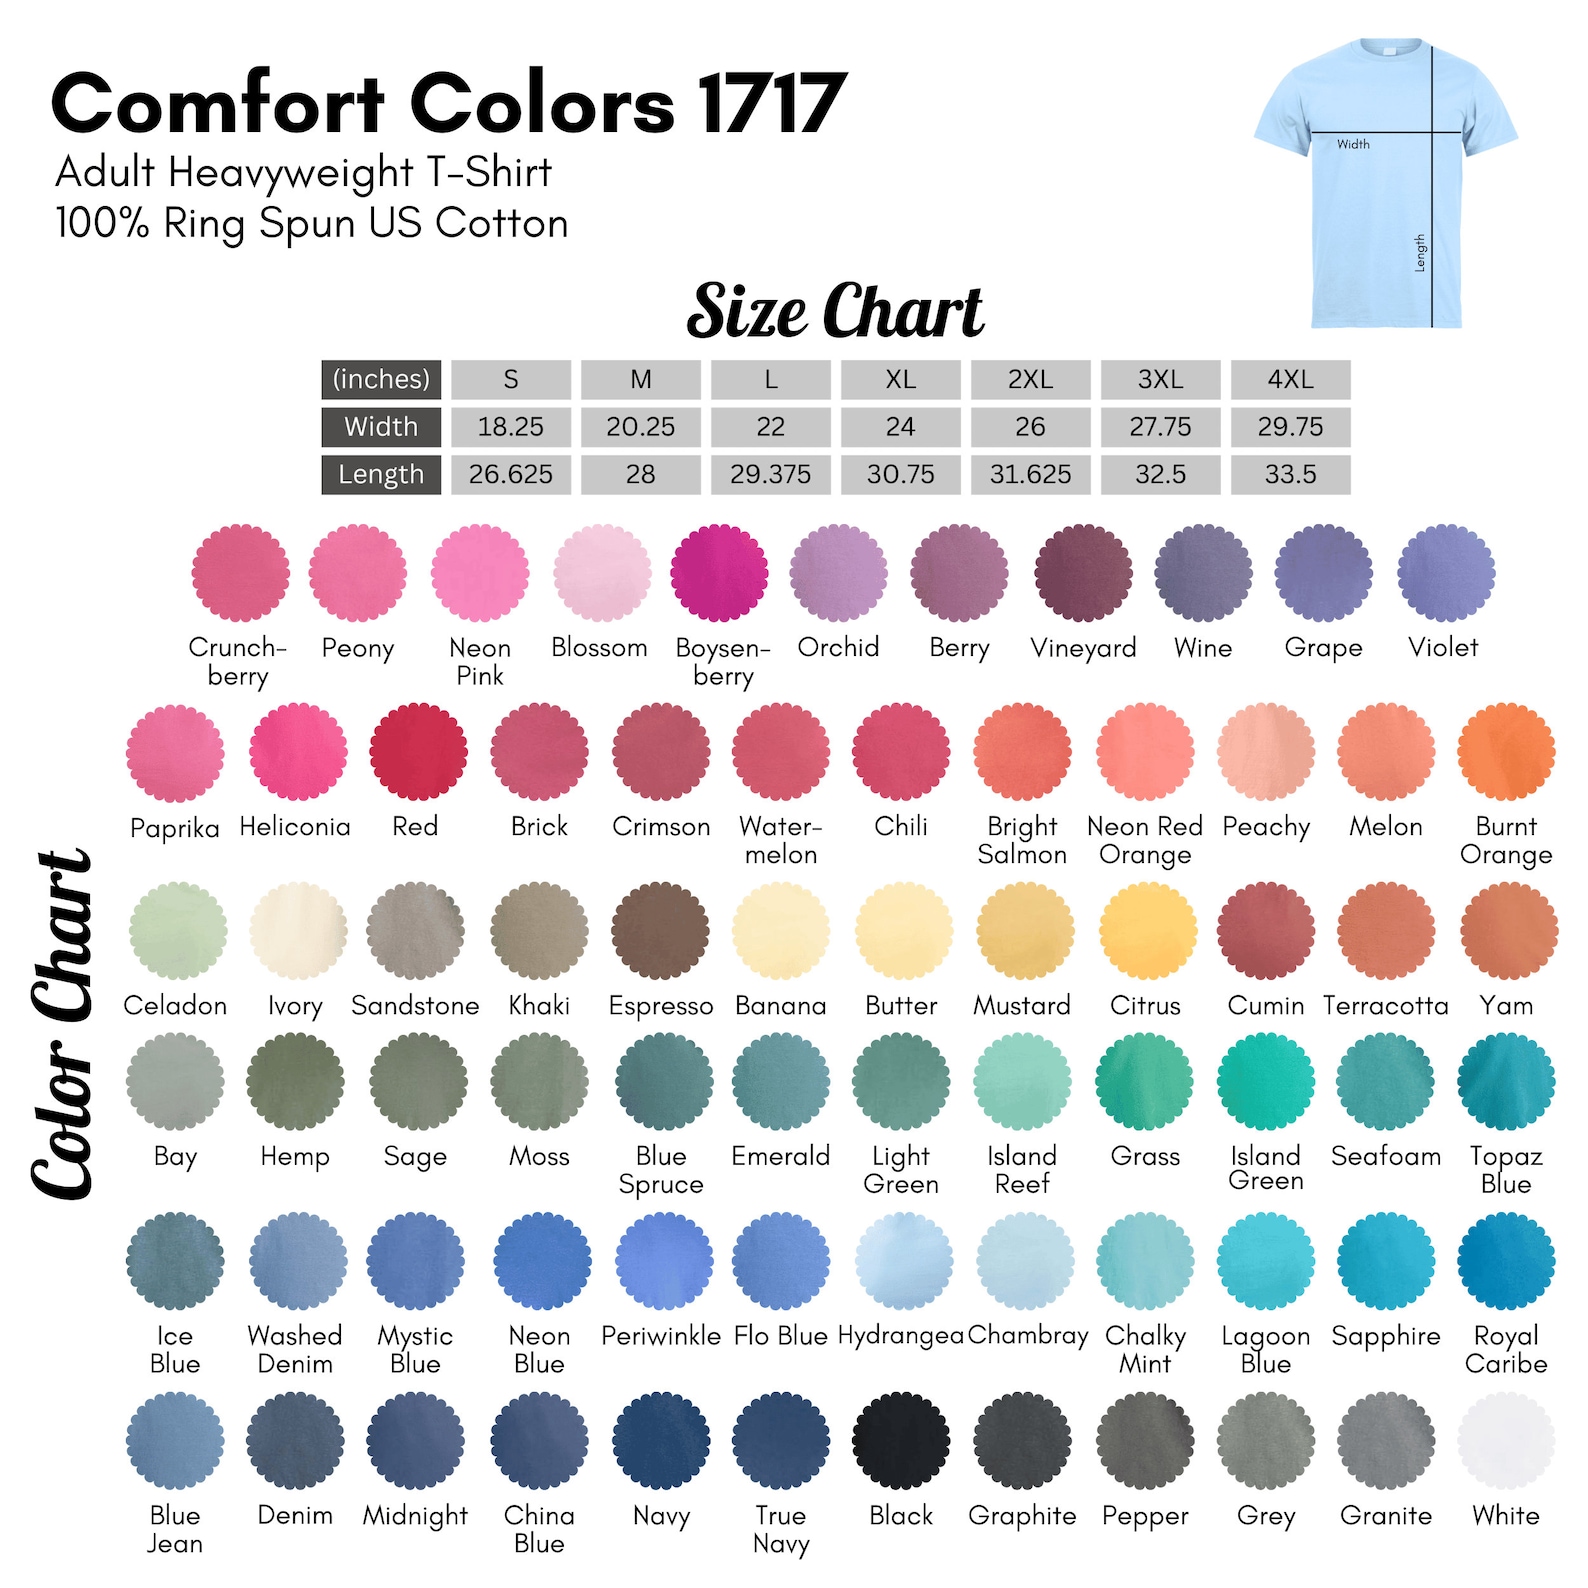 Comfort Colors 1717
Adult Heavyweight T-Shirt
100% Ring Spun US Cotton
Width
Length
Size Chart
(inches) S M L XL 2XL 3XL 4XL
Width 18.25 20.25 22 24 26 27.75 29.75
Length 26.625 28 29.375 30.75 31.625 32.5 33.5
Color Chart
Crunch-
berry
Peony
Neon
Pink
Blossom
Boysen-
berry
Orchid
Berry
Vineyard
Wine
Grape
Violet
Paprika
Heliconia
Red
Brick
Crimson
Water-
melon
Chili
Bright
Salmon
Neon Red
Orange
Peachy
Melon
Burnt
Orange
Celadon
Ivory
Sandstone
Khaki
Espresso
Banana
Butter
Mustard
Citrus
Cumin
Terracotta
Yam
Bay
Hemp
Sage
Moss
Blue
Spruce
Emerald
Light
Green
Island
Reef
Grass
Island
Green
Seafoam
Topaz
Blue
Ice
Blue
Washed
Denim
Mystic
Blue
Neon
Blue
Periwinkle
Flo Blue
Hydrangea
Chambray
Chalky
Mint
Lagoon
Blue
Sapphire
Royal
Caribe
Blue
Jean
Denim
Midnight
China
Blue
Navy
True
Navy
Black
Graphite
Pepper
Grey
Granite
White